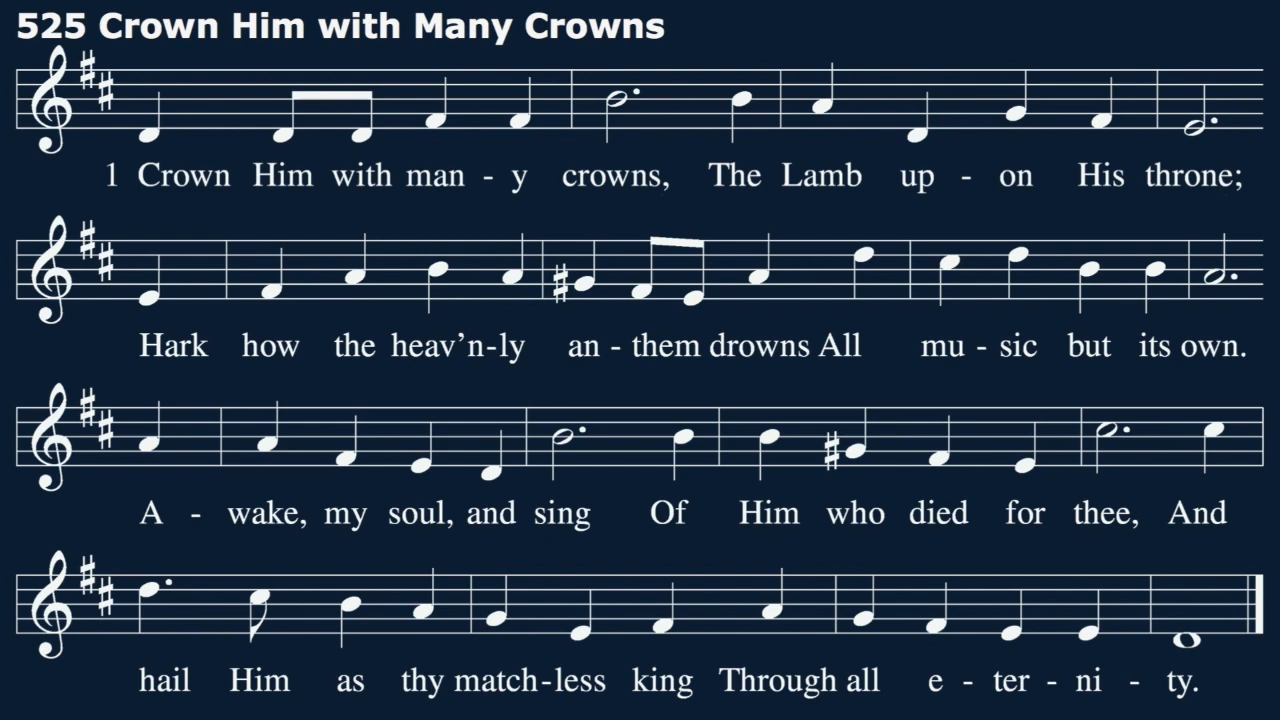 525 Crown Him with Many Crowns
1 Crown Him with man - y crowns, The Lamb up - on His throne;
Hark how the heav'n-ly an - them drowns All mu - sic but its own.
A - wake, my soul, and sing Of Him who died for thee, And
hail Him as thy match-less king Through all e - ter - ni - ty.